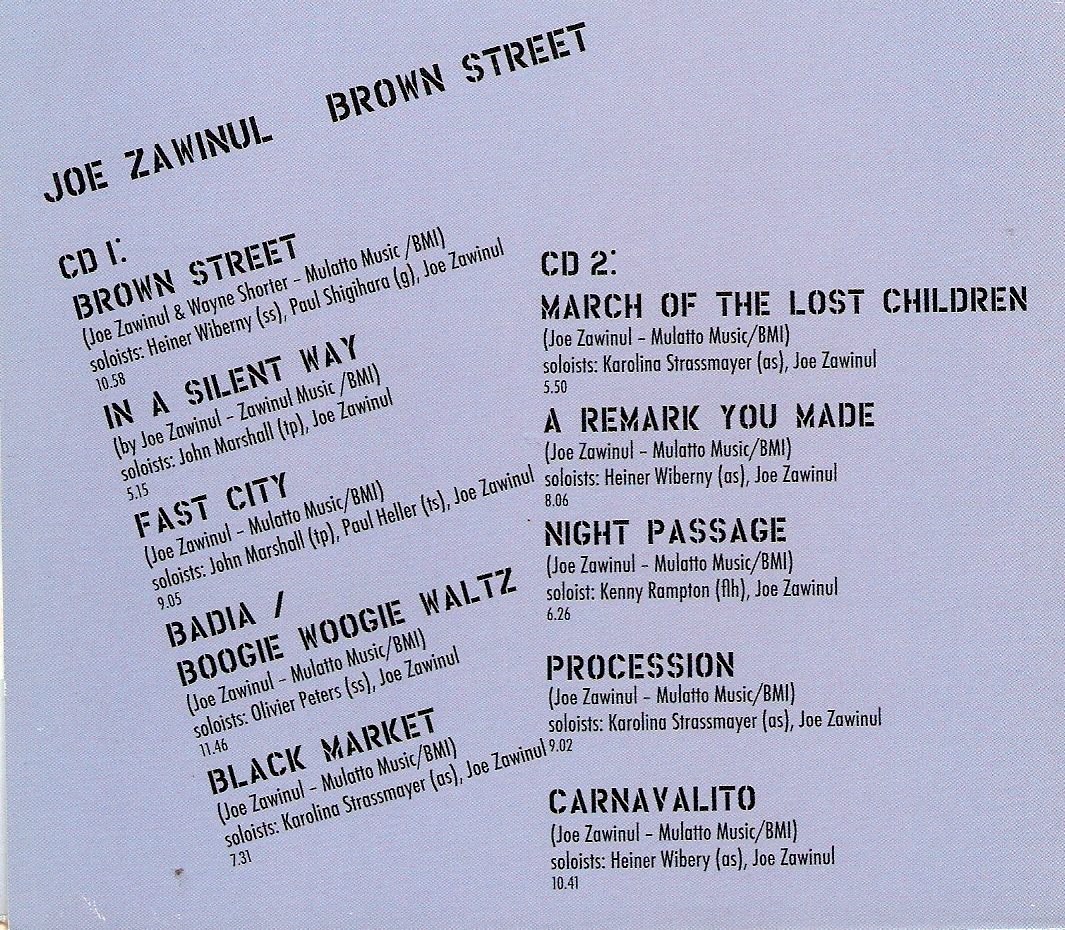 JOE ZAWINUL BROWN STREET
CD 1:
BROWN STREET
(Joe Zawinul & Wayne Shorter – Mulatto Music /BMI)
soloists: Heiner Wiberny (ss), Paul Shigihara (g), Joe Zawinul
10.58
IN A SILENT WAY
(by Joe Zawinul – Zawinul Music /BMI)
soloists: John Marshall (tp), Joe Zawinul
5.15
FAST CITY
(Joe Zawinul – Mulatto Music/BMI)
soloists: John Marshall (tp), Paul Heller (ts), Joe Zawinul
9.05
BADIA /
BOOGIE WOOGIE WALTZ
(Joe Zawinul – Mulatto Music/BMI)
soloists: Olivier Peters (ss), Joe Zawinul
11.46
BLACK MARKET
(Joe Zawinul – Mulatto Music/BMI)
soloists: Karolina Strassmayer (as), Joe Zawinul
7.31
CD 2:
MARCH OF THE LOST CHILDREN
(Joe Zawinul – Mulatto Music/BMI)
soloists: Karolina Strassmayer (as), Joe Zawinul
5.50
A REMARK YOU MADE
(Joe Zawinul – Mulatto Music/BMI)
soloists: Heiner Wiberny (as), Joe Zawinul
8.06
NIGHT PASSAGE
(Joe Zawinul – Mulatto Music/BMI)
soloist: Kenny Rampton (flh), Joe Zawinul
6.26
PROCESSION
(Joe Zawinul – Mulatto Music/BMI)
soloists: Karolina Strassmayer (as), Joe Zawinul
9.02
CARNAVALITO
(Joe Zawinul – Mulatto Music/BMI)
soloists: Heiner Wibery (as), Joe Zawinul
10.41